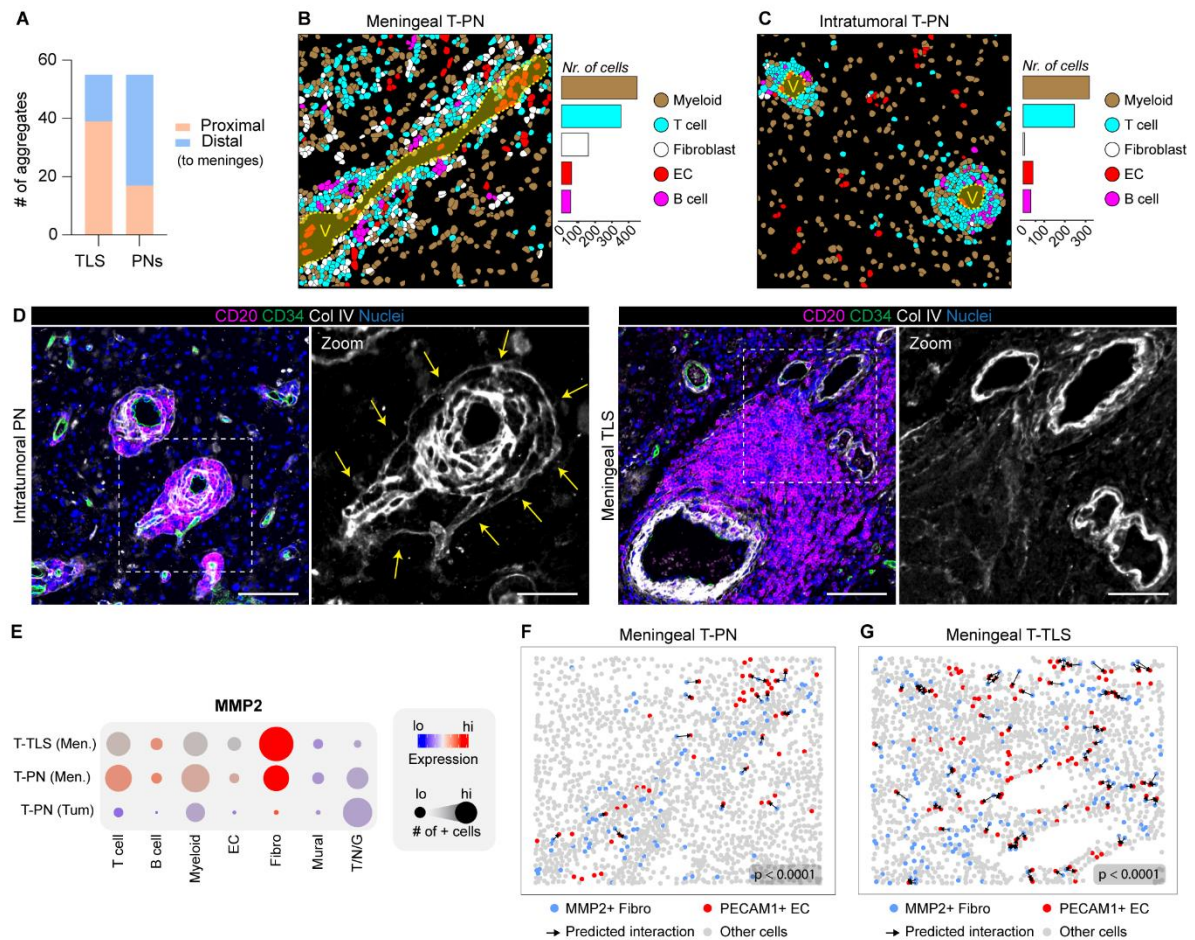 A
60
40
20
0
# of aggregates
TLS
PNs
Proximal
Distal
(to meninges)
B
Meningeal T-PN
V
Nr. of cells
0
100
200
300
400
Myeloid
T cell
Fibroblast
EC
B cell
C
Intratumoral T-PN
V
V
Nr. of cells
0
100
200
300
Myeloid
T cell
Fibroblast
EC
B cell
D
CD20 CD34 Col IV Nuclei
Intratumoral PN
Zoom
CD20 CD34 Col IV Nuclei
Meningeal TLS
Zoom
E
MMP2
T-TLS (Men.)
T-PN (Men.)
T-PN (Tum)
T cell
B cell
Myeloid
EC
Fibro
Mural
T/N/G
lo hi
Expression
lo hi
# of + cells
F
Meningeal T-PN
p < 0.0001
MMP2+ Fibro PECAM1+ EC
Predicted interaction Other cells
G
Meningeal T-TLS
p < 0.0001
MMP2+ Fibro PECAM1+ EC
Predicted interaction Other cells